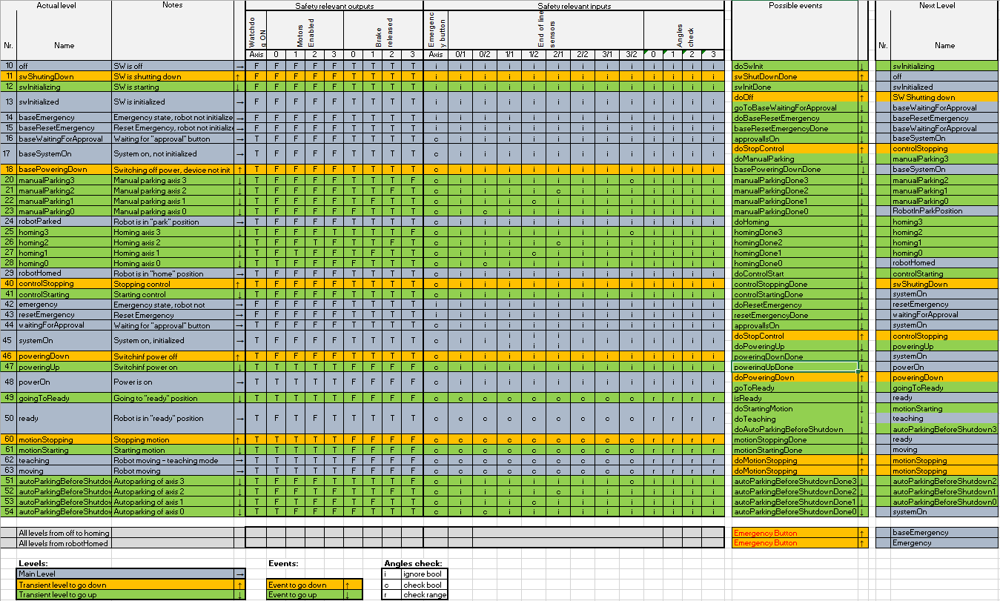 Actual level Notes Safety relevant outputs Safety relevant inputs Possible events Next Level
Nr. Name Watchdog ON Motors Enabled Brake released Emergency button End of line sensors Angles check Nr. Name
Axis 0 1 2 3 0 1 2 3 Axis 0/1 0/2 1/1 1/2 2/1 2/2 3/1 3/2 0 1 2 3
10 off SW is off → F F F F F T T T T i i i i i i i i i i i i i doSwInit ↓ swInitializing
11 swShutingDown SW is shutting down ↑ F F F F F T T T T i i i i i i i i i i i i i swShutDownDone ↑ off
12 swInitializing SW is starting ↓ F F F F F T T T T i i i i i i i i i i i i i swInitDone ↓ swInitialized
13 swInitialized SW is initialized → F F F F F T T T T i i i i i i i i i i i i i doOff ↑ SW Shutting down
goToBaseWaitingForApproval ↓ baseWaitingForApproval
14 baseEmergency Emergency state, robot not initialize → F F F F F T T T T i i i i i i i i i i i i i doBaseResetEmergency ↓ baseResetEmergency
15 baseResetEmergency Reset Emergency, robot not initialize → F F F F F T T T T i i i i i i i i i i i i i baseResetEmergencyDone ↓ baseWaitingForApproval
16 baseWaitingForApproval Waiting for "approval" button → T F F F F T T T T c i i i i i i i i i i i i approvalIsOn ↓ baseSystemOn
17 baseSystemOn System on, not initialized → T F F F F T T T T c i i i i i i i i i i i i doStopControl ↑ controlStopping
doManualParking ↓ manualParking3
18 basePoweringDown Switching off power, device not init ↑ T F F F F T T T T c i i i i i i i i i i i i basePoweringDownDone ↓ baseSystemOn
20 manualParking3 Manual parking axis 3 ↓ T F F F F T T T F c i i i i i i i c i i i i manualParkingDone3 ↓ manualParking2
21 manualParking2 Manual parking axis 2 ↓ T F F F F T T F T c i i i i i c i i i i i i manualParkingDone2 ↓ manualParking1
22 manualParking1 Manual parking axis 1 ↓ T F F F F T F T T c i i i c i i i i i i i i manualParkingDone1 ↓ manualParking0
23 manualParking0 Manual parking axis 0 ↓ T F F F F F T T T c i c i i i i i i i i i i manualParkingDone0 ↓ RobotInParkPosition
24 robotParked Robot is in "park" position → T F F F F T T T T c i i i i i i i i i i i i doHoming ↓ homing3
25 homing3 Homing axis 3 ↓ T F F F T T T T F c i i i i i i i c i i i i homingDone3 ↓ homing2
26 homing2 Homing axis 2 ↓ T F F T F T T F T c i i i i i c i i i i i i homingDone2 ↓ homing1
27 homing1 Homing axis 1 ↓ T F T F F T F T T c i i i c i i i i i i i i homingDone1 ↓ homing0
28 homing0 Homing axis 0 ↓ T T F F F F T T T c i c i i i i i i i i i i homingDone0 ↓ robotHomed
29 robotHomed Robot is in "home" position → T F F F F T T T T c i i i i i i i i i i i i doControlStart ↓ controlStarting
40 controlStopping Stopping control ↑ T F F F F T T T T c i i i i i i i i i i i i controlStoppingDone ↓ swShutingDown
41 controlStarting Starting control ↓ T F F F F T T T T c i i i i i i i i i i i i controlStartingDone ↓ systemOn
42 emergency Emergency state, robot not → F F F F F T T T T i i i i i i i i i i i i i doResetEmergency ↓ resetEmergency
43 resetEmergency Reset Emergency → F F F F F T T T T i i i i i i i i i i i i i resetEmergencyDone ↓ waitingForApproval
44 waitingForApproval Waiting for "approval" button → T F F F F T T T T c i i i i i i i i i i i i approvalIsOn ↓ systemOn
45 systemOn System on, initialized → T F F F F T T T T c i i i i i i i i i i i i doStopControl ↑ controlStopping
doPoweringUp ↓ poweringUp
46 poweringDown Switchinf power off ↑ T F F F F T T T T c i i i i i i i i i i i i poweringDownDone ↓ systemOn
47 poweringUp Switchinf power on ↓ T T T T T F F F F c i i i i i i i i i i i i poweringUpDone ↓ powerOn
48 powerOn Power is on → T T T T T F F F F c i i i i i i i i i i i i doPoweringDown ↑ poweringDown
goToReady ↓ goingToReady
49 goingToReady Going to "ready" position ↓ T T T T T F F F F c c c c c c c c c r r r r isReady ↓ ready
50 ready Robot is in "ready" position → c c c c c c c c c r r r r doStartingMotion ↓ motionStarting
doTeaching ↓ teaching
doAutoParkingBeforeShutdown ↓ autoParkingBeforeShutdown3
60 motionStopping Stopping motion ↑ T T T T T F F F F c c c c c c c c c r r r r motionStoppingDone ↓ ready
61 motionStarting Starting motion ↓ T T T T T F F F F c c c c c c c c c r r r r motionStartingDone ↓ moving
62 teaching Robot moving - teaching mode → T T T T T F F F F c c c c c c c c c r r r r doMotionStopping ↑ motionStopping
63 moving Robot moving → T T T T T F F F F c c c c c c c c c r r r r doMotionStopping ↑ motionStopping
51 autoParkingBeforeShutdow Autoparking of axis 3 ↓ T F F F T T T T F c i i i i i i i c i i i i autoParkingBeforeShutdownDone3 ↓ autoParkingBeforeShutdown2
52 autoParkingBeforeShutdow Autoparking of axis 2 ↓ T F F T F T T F T c i i i i i c i i i i i i autoParkingBeforeShutdownDone2 ↓ autoParkingBeforeShutdown1
53 autoParkingBeforeShutdow Autoparking of axis 1 ↓ T F T F F T F T T c i i i c i i i i i i i i autoParkingBeforeShutdownDone1 ↓ autoParkingBeforeShutdown0
54 autoParkingBeforeShutdow Autoparking of axis 0 ↓ T T F F F F T T T c i c i i i i i i i i i i autoParkingBeforeShutdownDone0 ↓ systemOn
All levels from off to homing Emergency Button ↑ baseEmergency
All levels from robotHomed Emergency Button ↑ Emergency
Levels: Events: Angles check:
Main Level → i ignore bool
Transient level to go down ↑ Event to go down ↑ c check bool
Transient level to go up ↓ Event to go up ↓ r check range